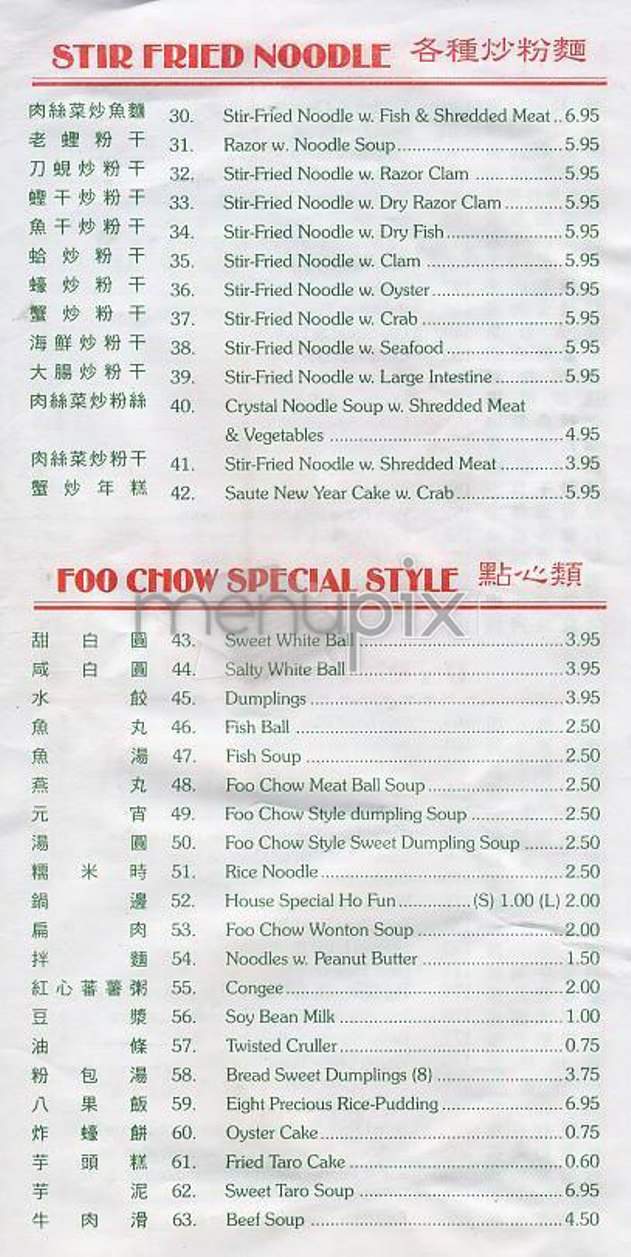 STIR FRIED NOODLE 各種炒粉麵
肉絲菜炒魚麵 30. Stir-Fried Noodle w. Fish & Shredded Meat .. 6.95
老蟶粉干 31. Razor w. Noodle Soup 5.95
刀蜆炒粉干 32. Stir-Fried Noodle w. Razor Clam 5.95
蟶干炒粉干 33. Stir-Fried Noodle w. Dry Razor Clam 5.95
魚干炒粉干 34. Stir-Fried Noodle w. Dry Fish 5.95
蛤炒粉干 35. Stir-Fried Noodle w. Clam 5.95
蠔炒粉干 36. Stir-Fried Noodle w. Oyster 5.95
蟹炒粉干 37. Stir-Fried Noodle w. Crab 5.95
海鮮炒粉干 38. Stir-Fried Noodle w. Seafood 5.95
大腸炒粉干 39. Stir-Fried Noodle w. Large Intestine 5.95
肉絲菜炒粉絲 40. Crystal Noodle Soup w. Shredded Meat
& Vegetables 4.95
肉絲菜炒粉干 41. Stir-Fried Noodle w. Shredded Meat 3.95
蟹炒年糕 42. Saute New Year Cake w. Crab 5.95
FOO CHOW SPECIAL STYLE 點心類
menupix
甜白圓 43. Sweet White Ball 3.95
咸白圓 44. Salty White Ball 3.95
水餃 45. Dumplings 3.95
魚丸 46. Fish Ball 2.50
魚湯 47. Fish Soup 2.50
燕丸 48. Foo Chow Meat Ball Soup 2.50
元宵 49. Foo Chow Style dumpling Soup 2.50
湯圓 50. Foo Chow Style Sweet Dumpling Soup 2.50
糯米時 51. Rice Noodle 2.50
鍋邊 52. House Special Ho Fun (S) 1.00 (L) 2.00
扁肉 53. Foo Chow Wonton Soup 2.00
拌麵 54. Noodles w. Peanut Butter 1.50
紅心蕃薯粥 55. Congee 2.00
豆漿 56. Soy Bean Milk 1.00
油條 57. Twisted Cruller 0.75
粉包湯 58. Bread Sweet Dumplings (8) 3.75
八果飯 59. Eight Precious Rice-Pudding 6.95
炸蠔餅 60. Oyster Cake 0.75
芋頭糕 61. Fried Taro Cake 0.60
芋泥 62. Sweet Taro Soup 6.95
牛肉滑 63. Beef Soup 4.50